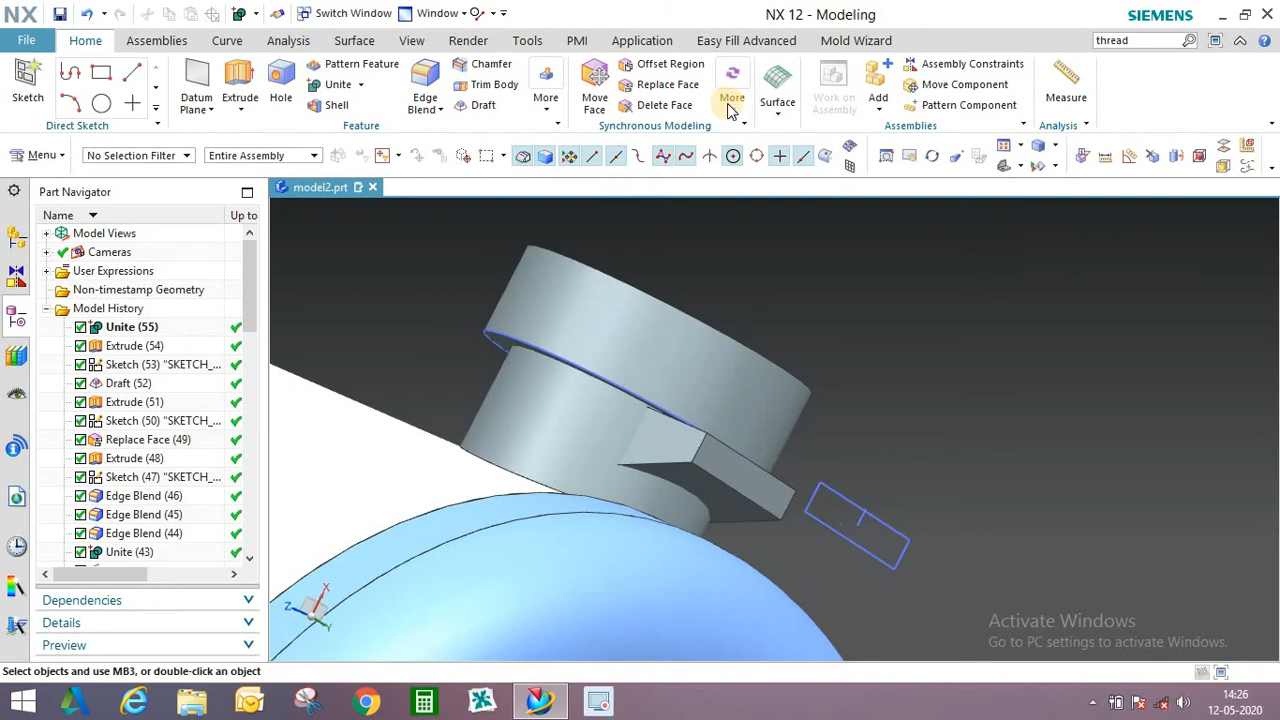 NX
Switch Window
Window
NX 12 - Modeling
SIEMENS
File
Home
Assemblies
Curve
Analysis
Surface
View
Render
Tools
PMI
Application
Easy Fill Advanced
Mold Wizard
thread
Sketch
Direct Sketch
Datum
Plane
Extrude
Hole
Pattern Feature
Unite
Shell
Edge
Blend
Chamfer
Trim Body
Draft
More
Feature
Move
Face
Offset Region
Replace Face
Delete Face
More
Synchronous Modeling
Surface
Work on
Assembly
Add
Assembly Constraints
Move Component
Pattern Component
Assemblies
Measure
Analysis
Menu
No Selection Filter
Entire Assembly
Part Navigator
model2.prt
Name
Up to
Model Views
Cameras
User Expressions
Non-timestamp Geometry
Model History
Unite (55)
Extrude (54)
Sketch (53) "SKETCH_...
Draft (52)
Extrude (51)
Sketch (50) "SKETCH_...
Replace Face (49)
Extrude (48)
Sketch (47) "SKETCH_...
Edge Blend (46)
Edge Blend (45)
Edge Blend (44)
Unite (43)
Dependencies
Details
Preview
X
Z
Y
Activate Windows
Go to PC settings to activate Windows.
Select objects and use MB3, or double-click an object
14:26
12-05-2020